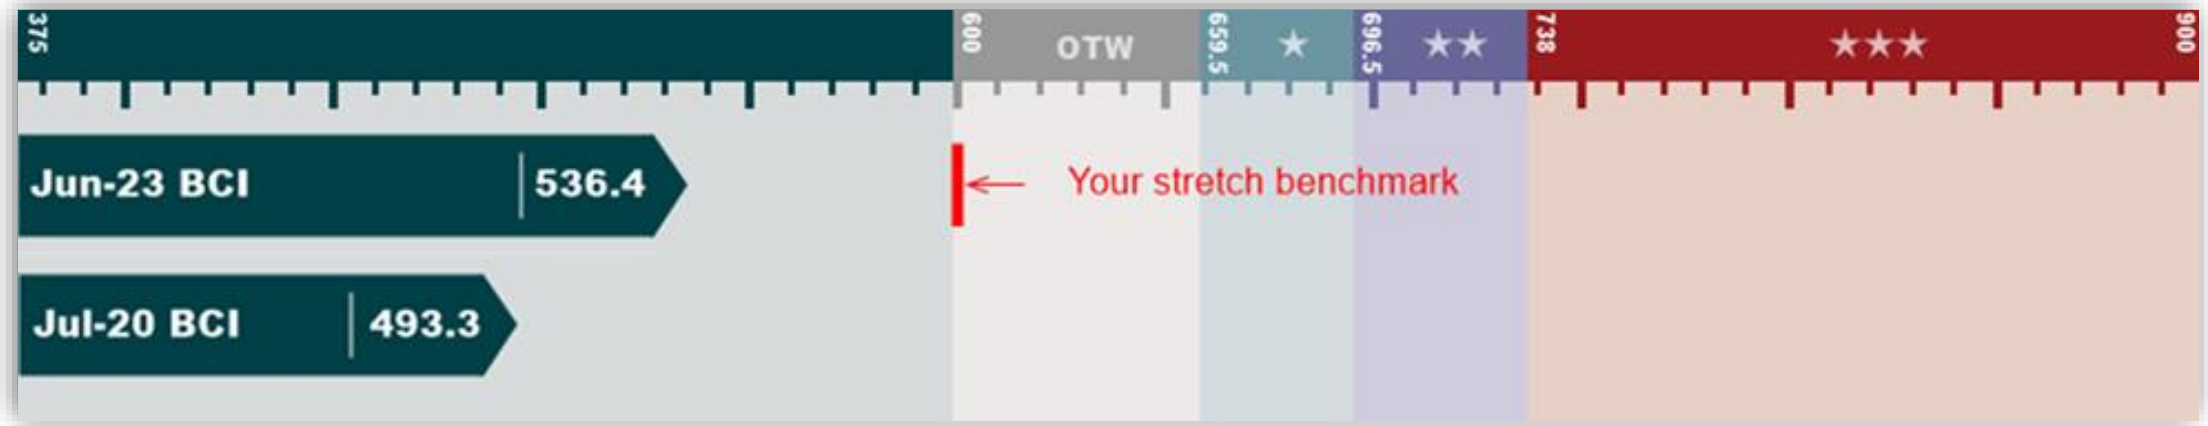 375
600
OTW
659.5
★
696.5
★★
738
★★★
900
Jun-23 BCI 536.4
Your stretch benchmark
Jul-20 BCI 493.3